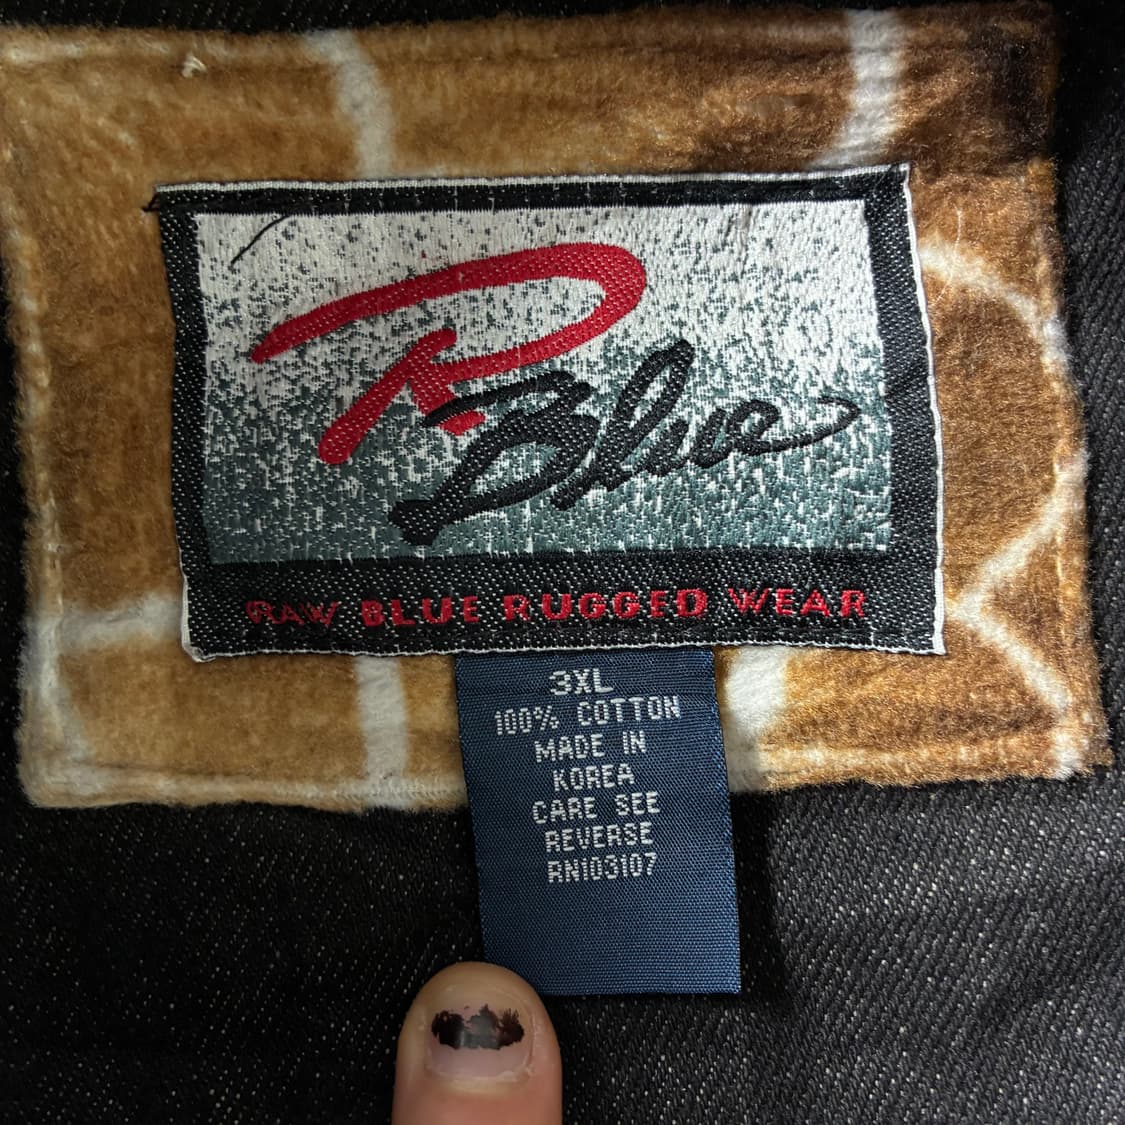 R
Blue
RAW BLUE RUGGED WEAR
3XL
100% COTTON
MADE IN
KOREA
CARE SEE
REVERSE
RN103107